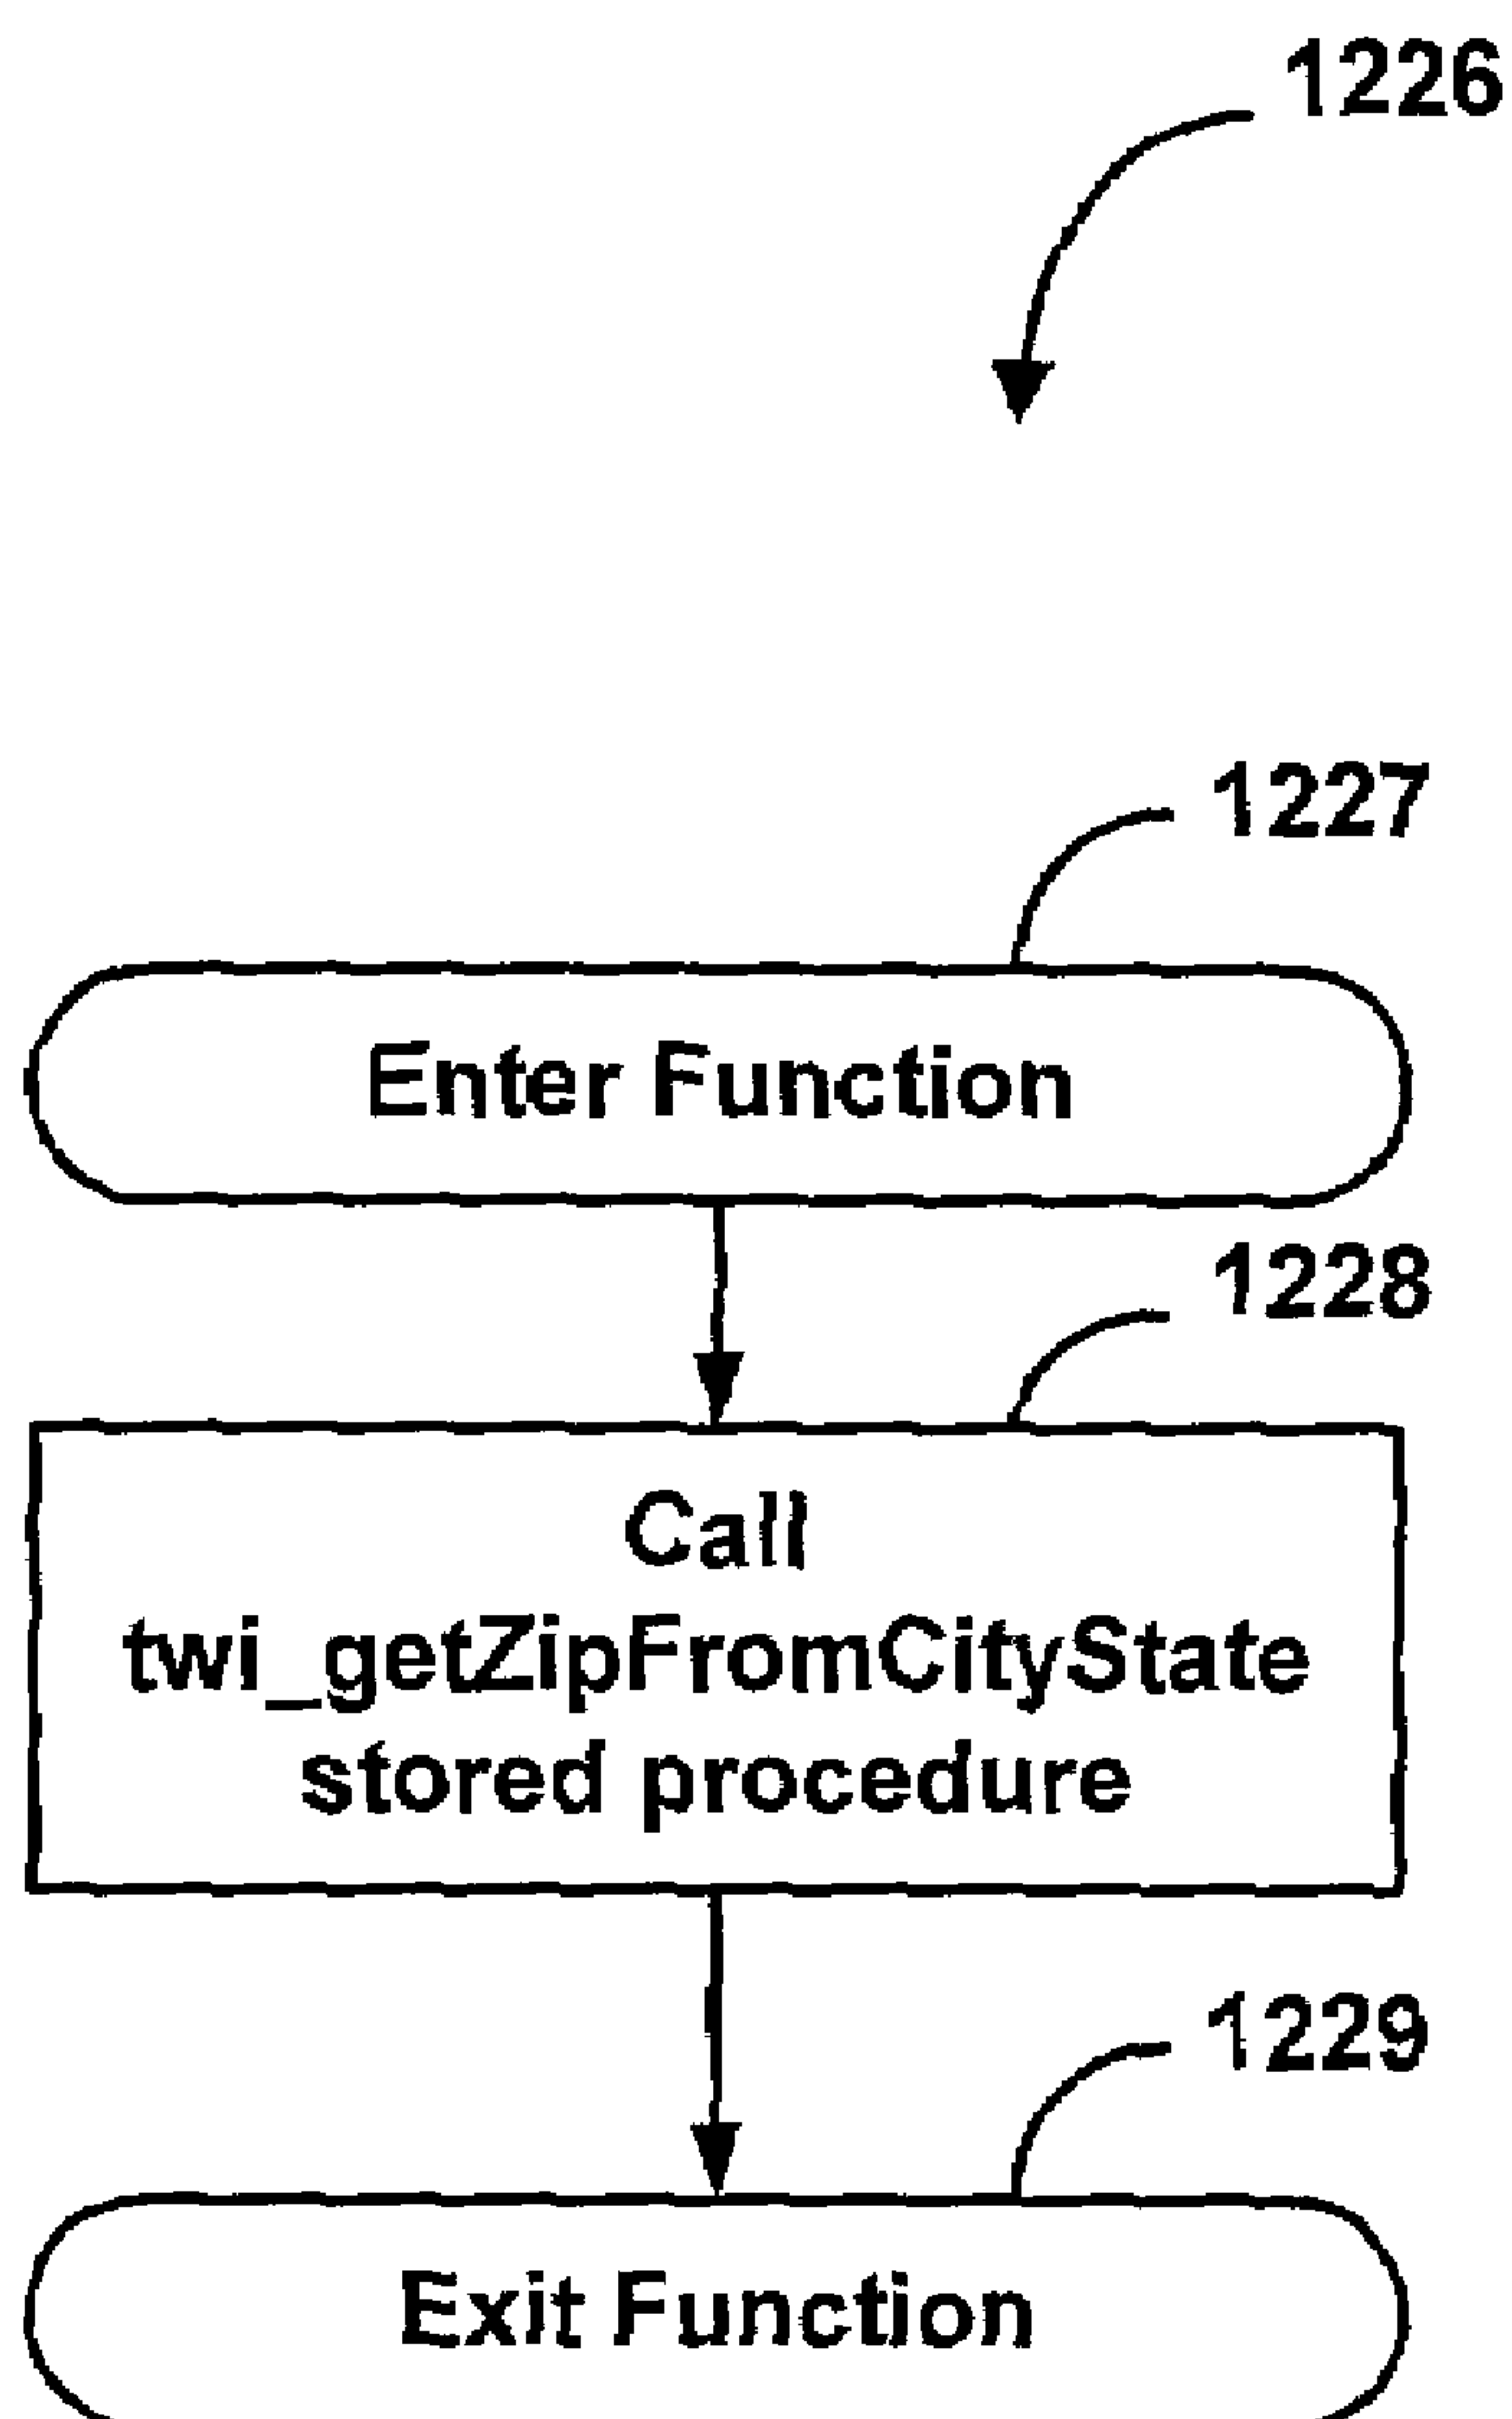 1226
1227
Enter Function
1228
Call
twi_getZipFromCityState
stored procedure
1229
Exit Function